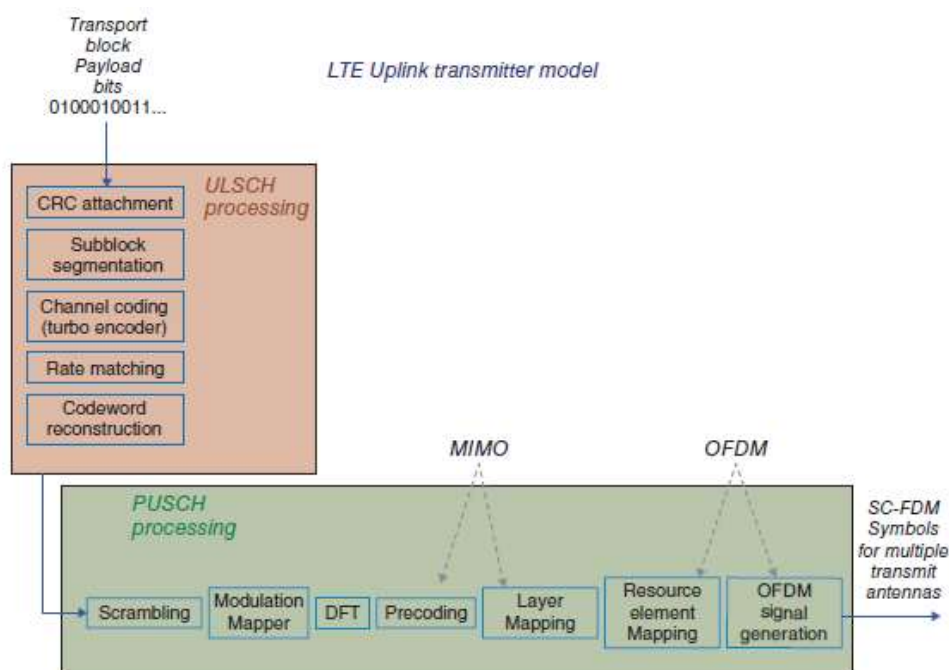 Transport
block
Payload
bits
0100010011...
LTE Uplink transmitter model
ULSCH
processing
CRC attachment
Subblock
segmentation
Channel coding
(turbo encoder)
Rate matching
Codeword
reconstruction
MIMO
OFDM
PUSCH
processing
SC-FDM
Symbols
for multiple
transmit
antennas
Scrambling
Modulation
Mapper
DFT
Precoding
Layer
Mapping
Resource
element
Mapping
OFDM
signal
generation